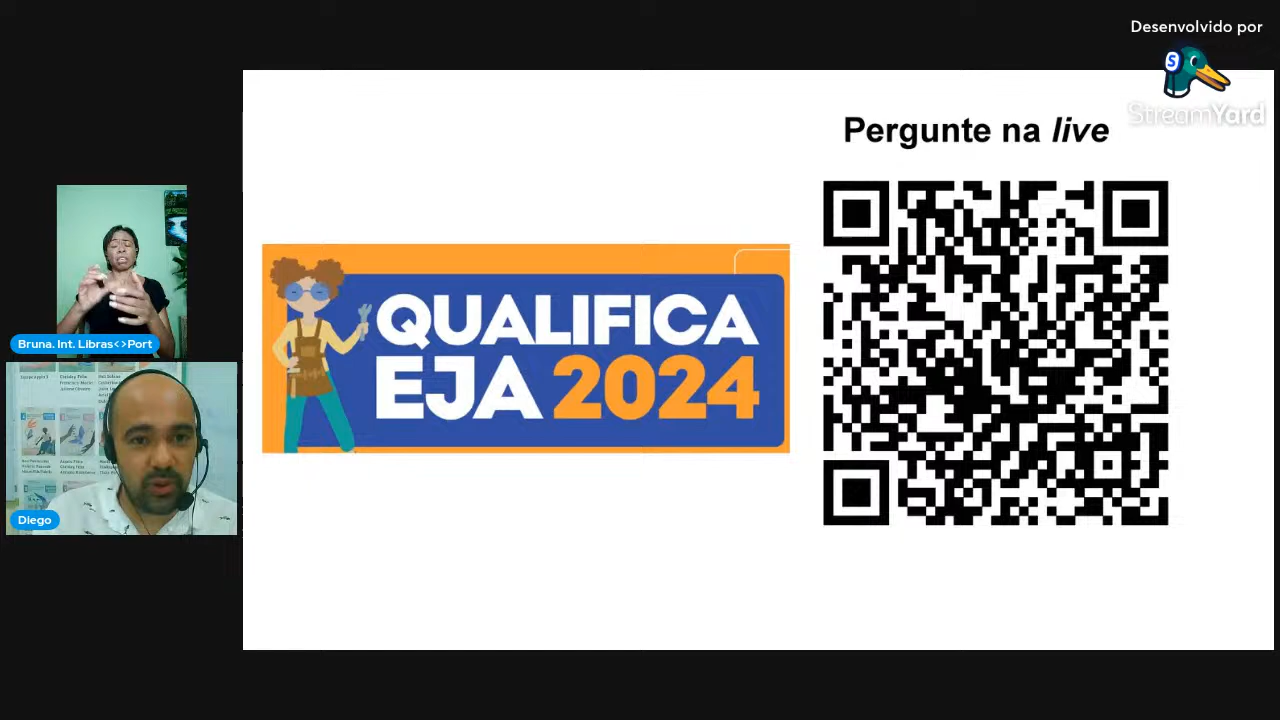 Desenvolvido por
StreamYard
Pergunte na live
QUALIFICA
EJA 2024
Bruna. Int. Libras<>Port
Diego